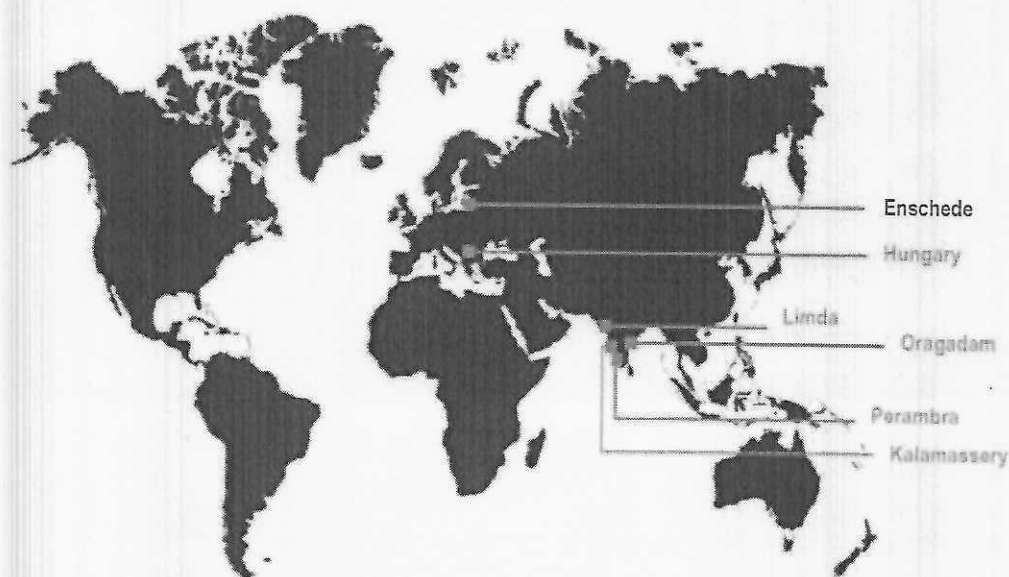 Enschede
Hungary
Limda
Oragadam
Perambra
Kalamassery